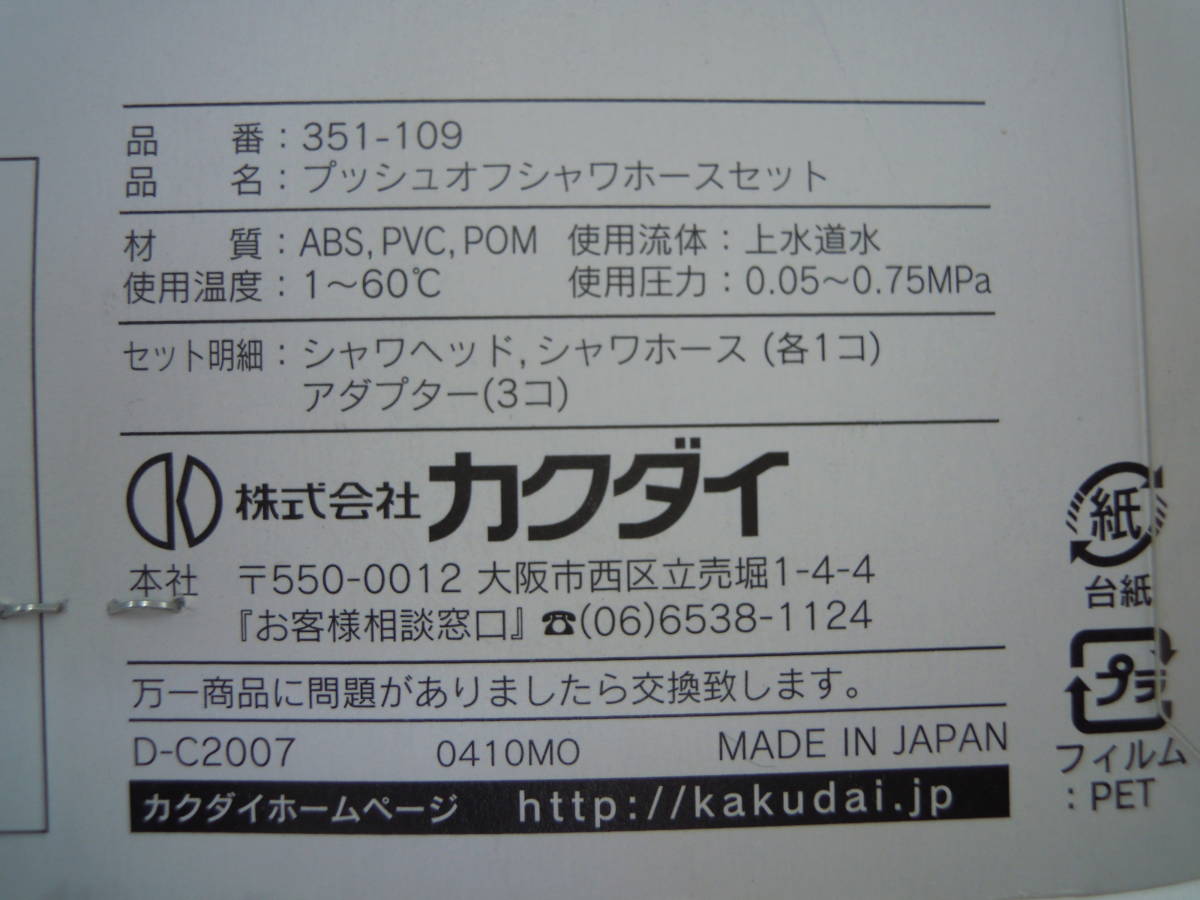 品　番：351-109
品　名：プッシュオフシャワホースセット
材　質：ABS, PVC, POM 使用流体：上水道水
使用温度：1～60℃ 使用圧力：0.05～0.75MPa
セット明細：シャワヘッド, シャワホース (各1コ)
アダプター(3コ)
株式会社カクダイ
本社 〒550-0012 大阪市西区立売堀1-4-4
『お客様相談窓口』☎(06)6538-1124
万一商品に問題がありましたら交換致します。
D-C2007 0410MO MADE IN JAPAN
カクダイホームページ http://kakudai.jp
紙
台紙
プラ
フィルム
：PET